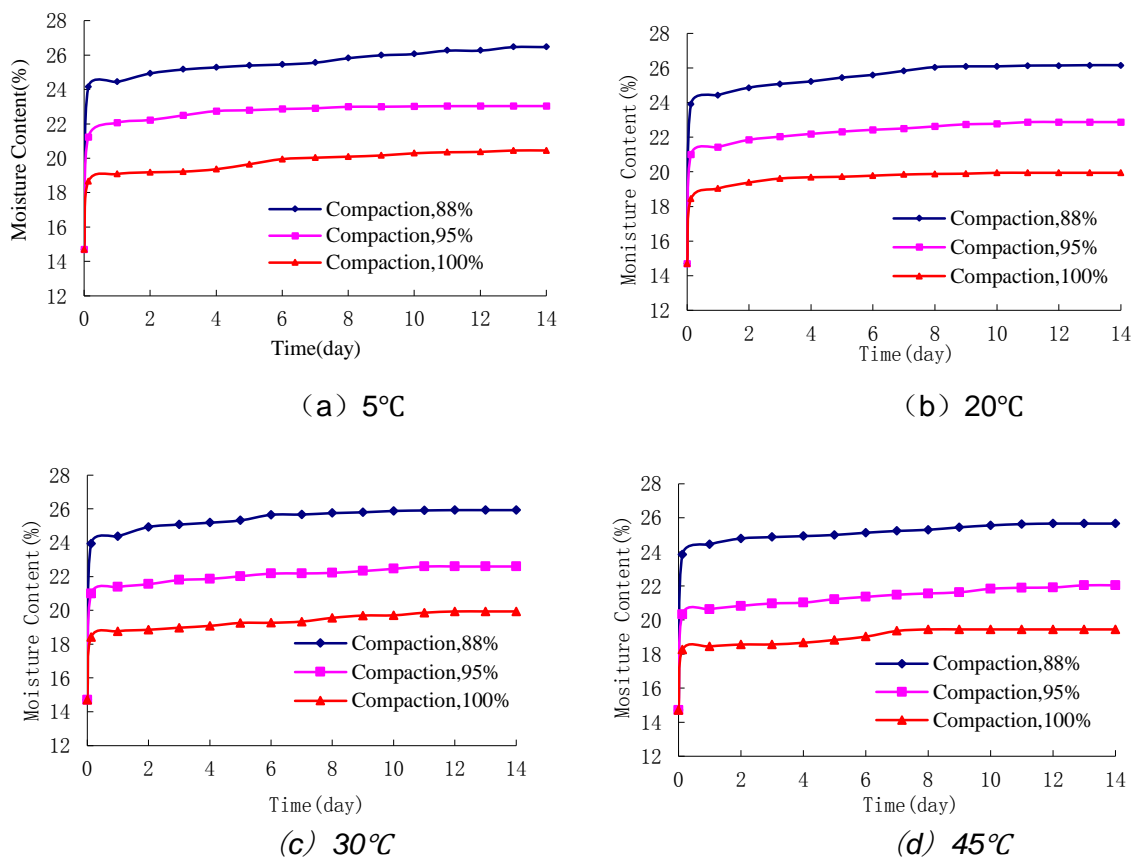 28
26
24
22
20
18
16
14
12
Moisture Content(%)
Compaction,88%
Compaction,95%
Compaction,100%
0 2 4 6 8 10 12 14
Time(day)
(a) 5℃
28
26
24
22
20
18
16
14
12
Monisture Content(%)
Compaction,88%
Compaction,95%
Compaction,100%
0 2 4 6 8 10 12 14
Time(day)
(b) 20℃
28
26
24
22
20
18
16
14
12
Moisture Content(%)
Compaction,88%
Compaction,95%
Compaction,100%
0 2 4 6 8 10 12 14
Time(day)
(c) 30℃
28
26
24
22
20
18
16
14
12
Mositure Content(%)
Compaction,88%
Compaction,95%
Compaction,100%
0 2 4 6 8 10 12 14
Time(day)
(d) 45℃